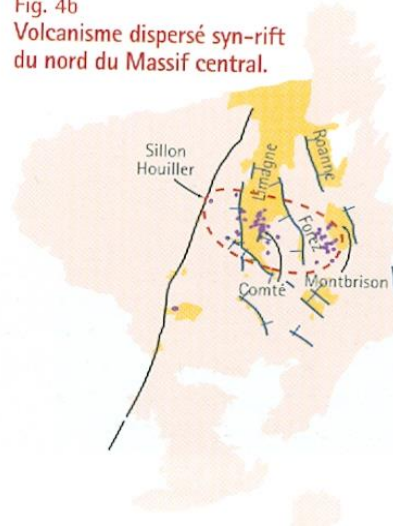 Fig. 4b
Volcanisme dispersé syn-rift
du nord du Massif central.
Sillon
Houiller
Limagne
Roanne
Forez
Comté
Montbrison